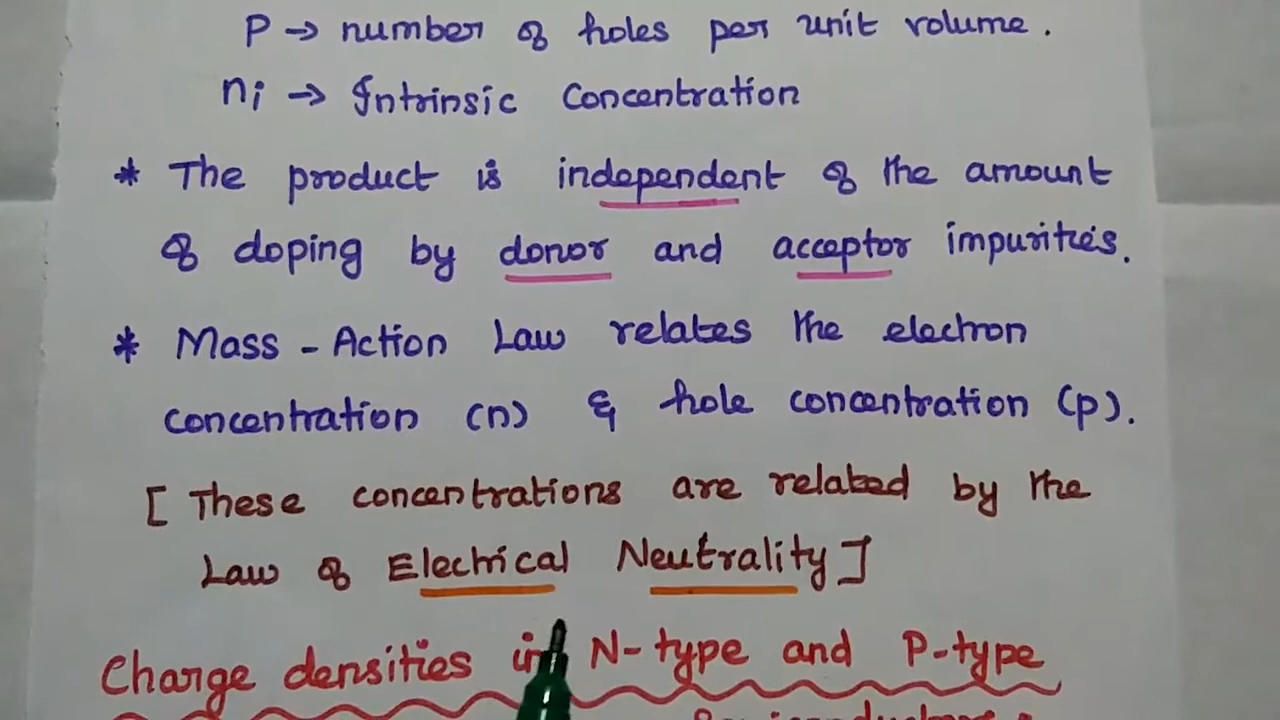 P → number of holes per unit volume.
ni → Intrinsic Concentration
* The product is independent of the amount
of doping by donor and acceptor impurities.
* Mass-Action Law relates the electron
concentration (n) & hole concentration (p).
[ These concentrations are related by the
Law of Electrical Neutrality ]
Charge densities in N-type and P-type